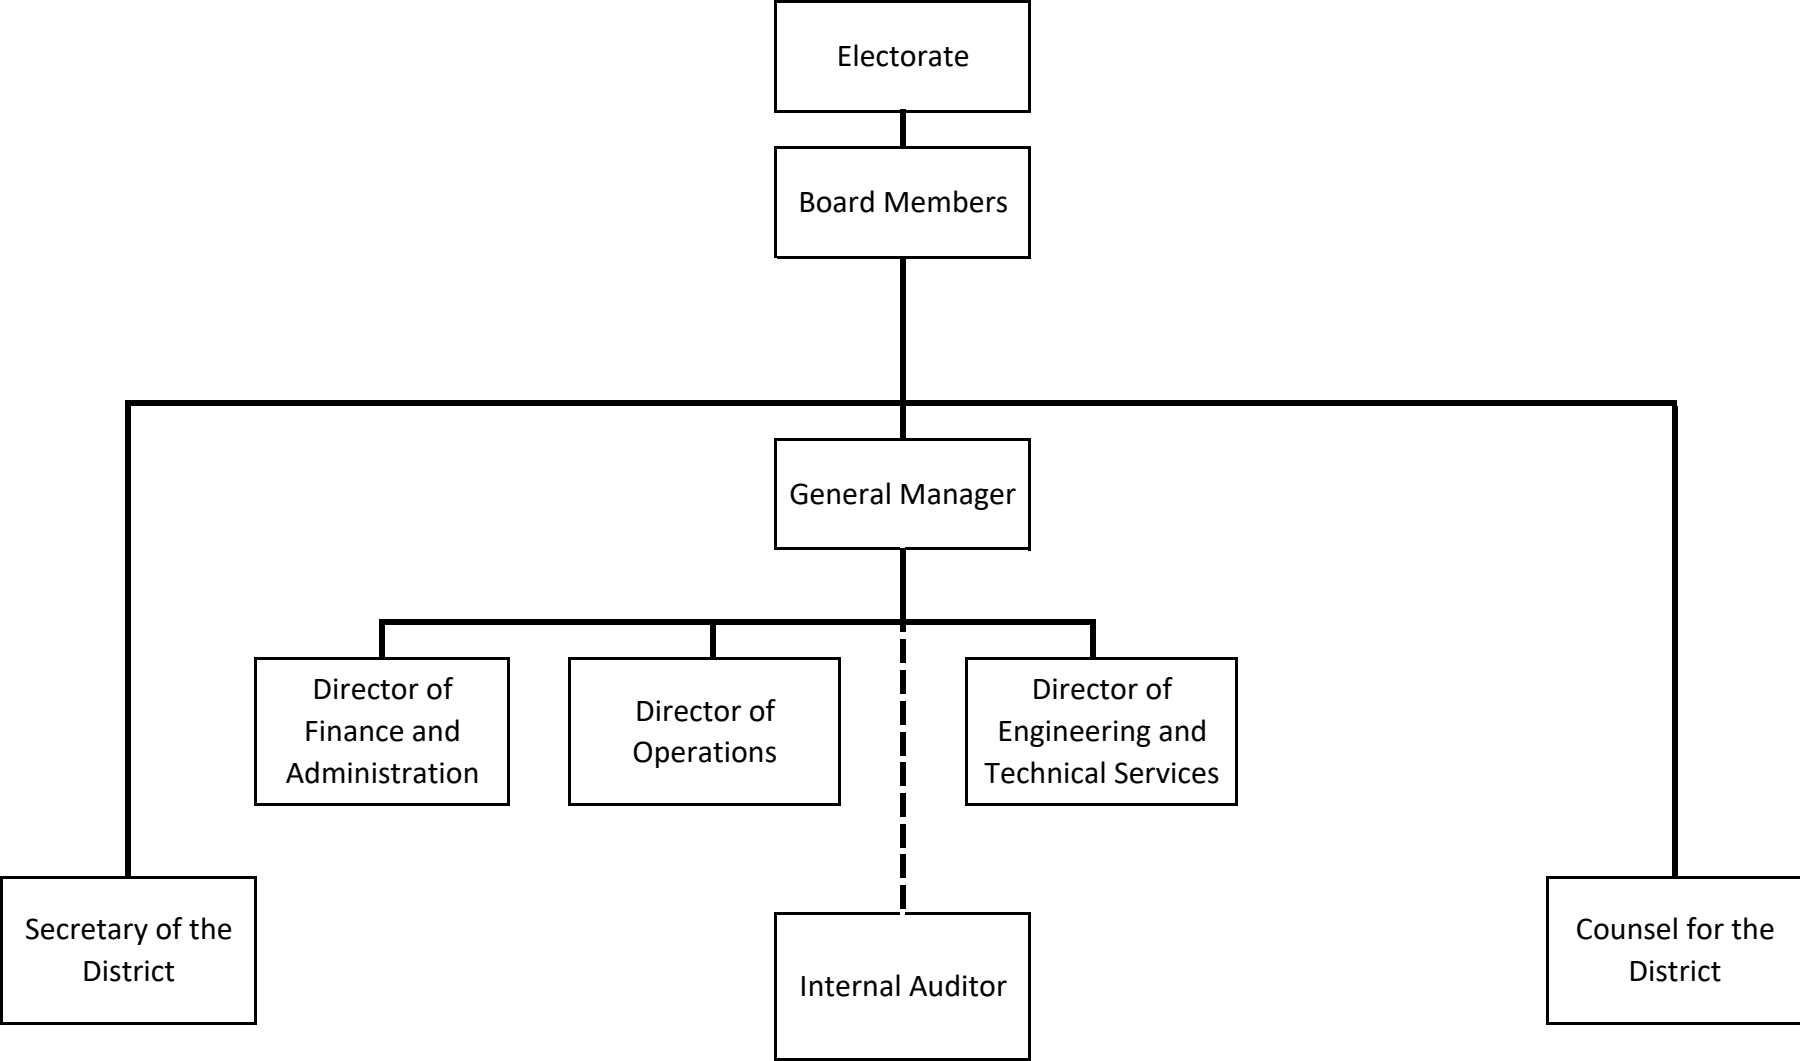 Electorate
Board Members
General Manager
Director of
Finance and
Administration
Director of
Operations
Director of
Engineering and
Technical Services
Secretary of the
District
Internal Auditor
Counsel for the
District